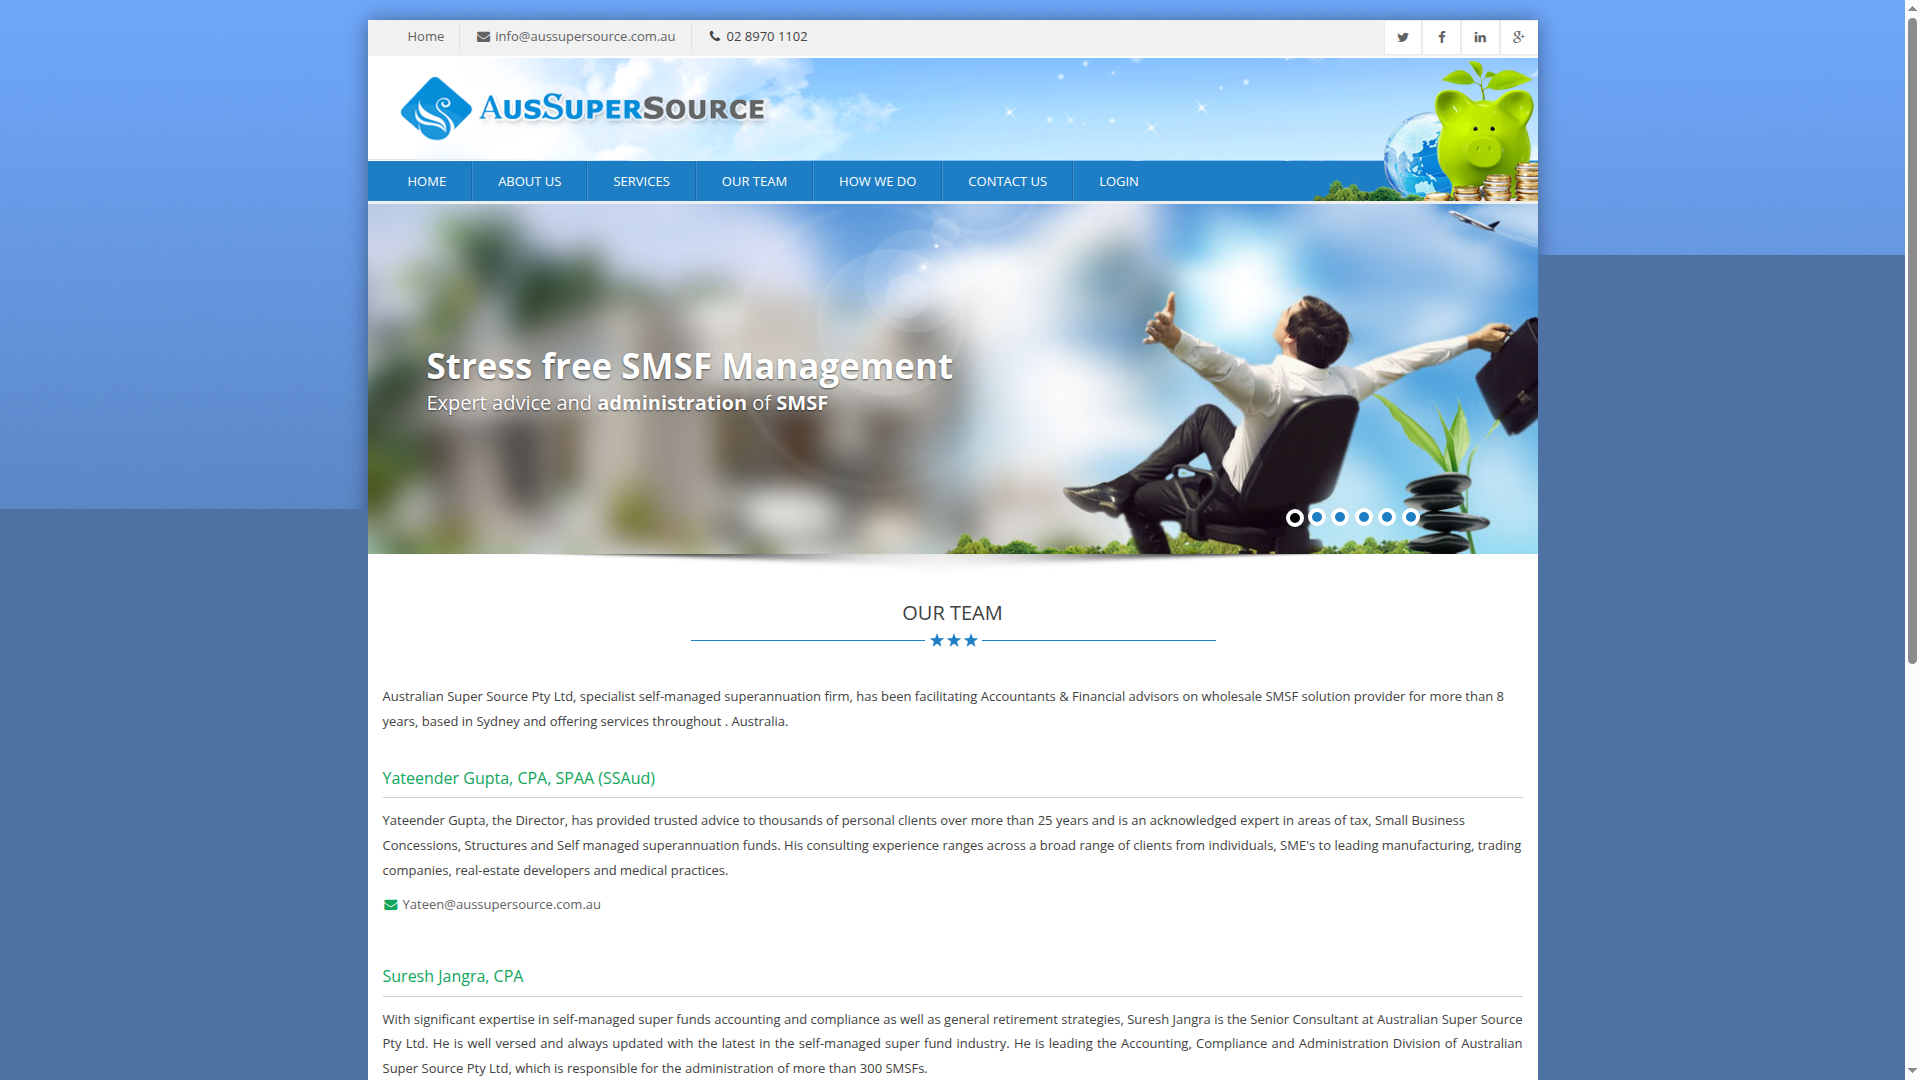 Home
info@aussupersource.com.au
02 8970 1102
AUSSUPERSOURCE
HOME
ABOUT US
SERVICES
OUR TEAM
HOW WE DO
CONTACT US
LOGIN
Stress free SMSF Management
Expert advice and administration of SMSF
OUR TEAM
Australian Super Source Pty Ltd, specialist self-managed superannuation firm, has been facilitating Accountants & Financial advisors on wholesale SMSF solution provider for more than 8
years, based in Sydney and offering services throughout . Australia.
Yateender Gupta, CPA, SPAA (SSAud)
Yateender Gupta, the Director, has provided trusted advice to thousands of personal clients over more than 25 years and is an acknowledged expert in areas of tax, Small Business
Concessions, Structures and Self managed superannuation funds. His consulting experience ranges across a broad range of clients from individuals, SME's to leading manufacturing, trading
companies, real-estate developers and medical practices.
Yateen@aussupersource.com.au
Suresh Jangra, CPA
With significant expertise in self-managed super funds accounting and compliance as well as general retirement strategies, Suresh Jangra is the Senior Consultant at Australian Super Source
Pty Ltd. He is well versed and always updated with the latest in the self-managed super fund industry. He is leading the Accounting, Compliance and Administration Division of Australian
Super Source Pty Ltd, which is responsible for the administration of more than 300 SMSFs.